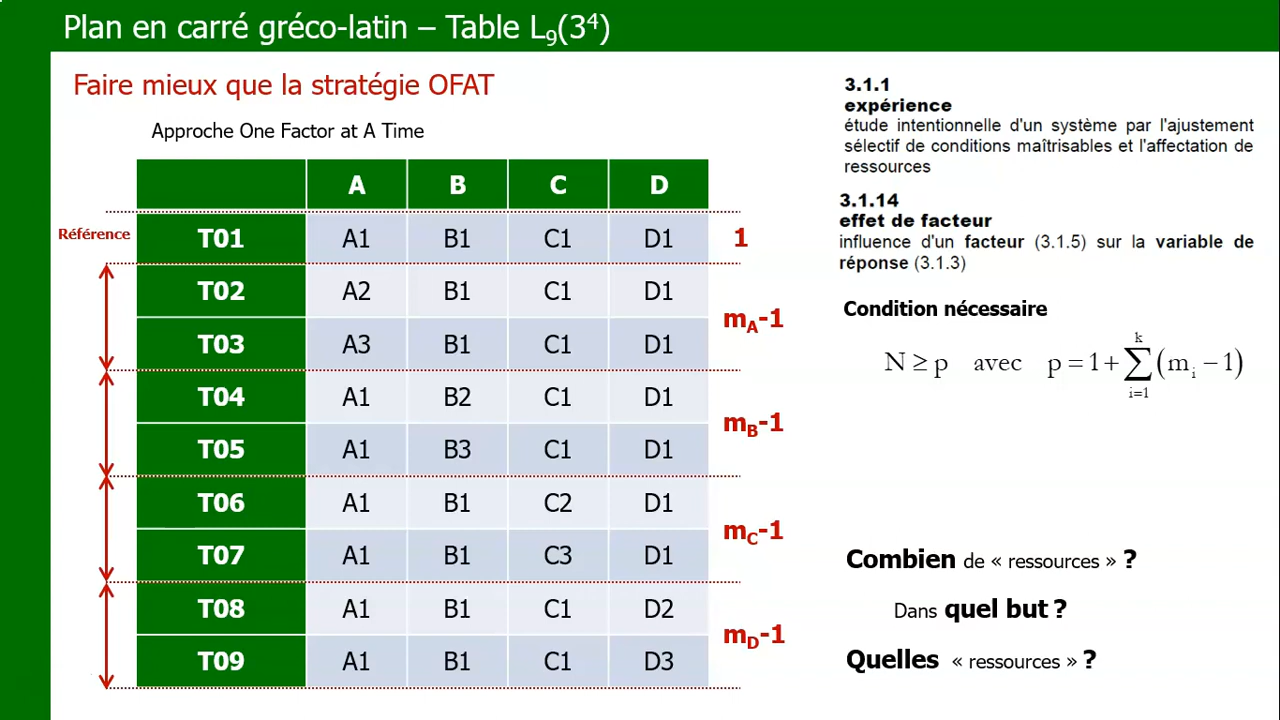 Plan en carré gréco-latin – Table L9(3⁴)
Faire mieux que la stratégie OFAT
Approche One Factor at A Time
A B C D
Référence T01 A1 B1 C1 D1 1
T02 A2 B1 C1 D1
mA-1
T03 A3 B1 C1 D1
T04 A1 B2 C1 D1
mB-1
T05 A1 B3 C1 D1
T06 A1 B1 C2 D1
mC-1
T07 A1 B1 C3 D1
T08 A1 B1 C1 D2
mD-1
T09 A1 B1 C1 D3
3.1.1
expérience
étude intentionnelle d'un système par l'ajustement
sélectif de conditions maîtrisables et l'affectation de
ressources
3.1.14
effet de facteur
influence d'un facteur (3.1.5) sur la variable de
réponse (3.1.3)
Condition nécessaire
N ≥ p avec p = 1 + ∑ k i=1 (mi − 1)
Combien de « ressources » ?
Dans quel but ?
Quelles « ressources » ?